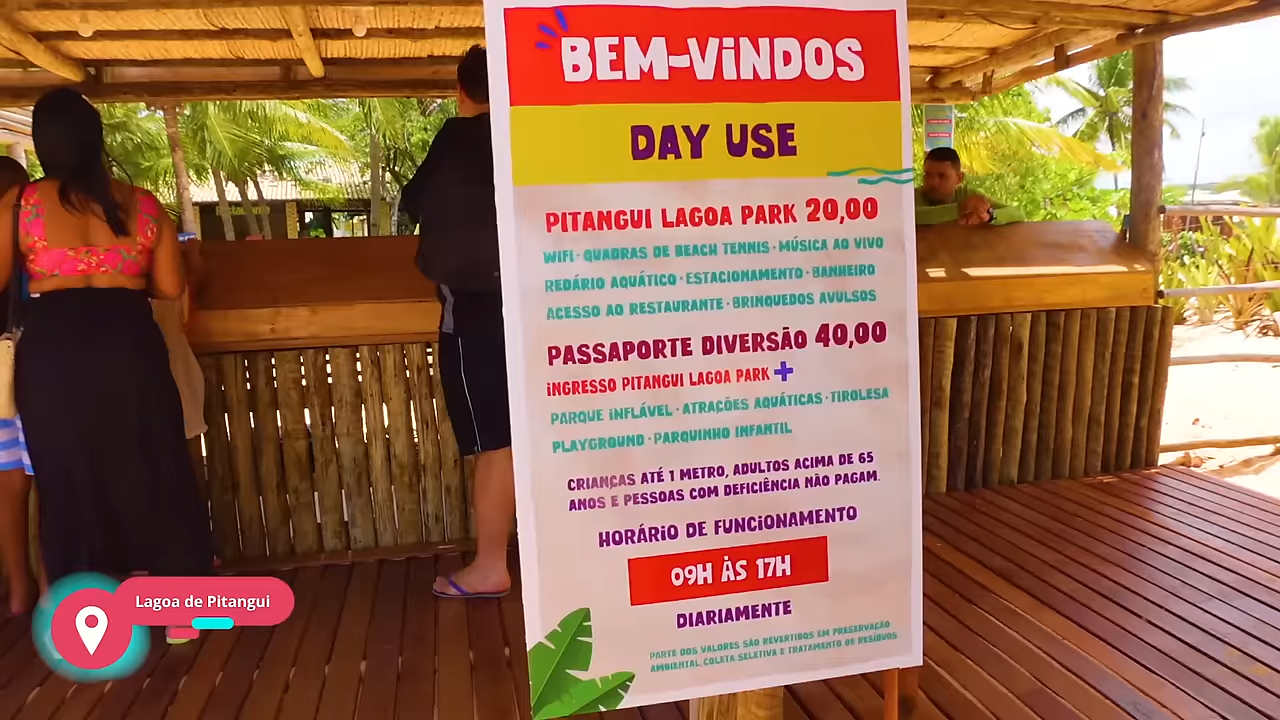 BEM-ViNDOS
DAY USE
PITANGUI LAGOA PARK 20,00
WIFI · QUADRAS DE BEACH TENNIS · MÚSICA AO VIVO
REDÁRIO AQUÁTICO · ESTACIONAMENTO · BANHEIRO
ACESSO AO RESTAURANTE · BRINQUEDOS AVULSOS
PASSAPORTE DIVERSÃO 40,00
iNGRESSO PITANGUI LAGOA PARK +
PARQUE INFLÁVEL · ATRAÇÕES AQUÁTICAS · TIROLESA
PLAYGROUND · PARQUINHO INFANTIL
CRIANÇAS ATÉ 1 METRO, ADULTOS ACIMA DE 65
ANOS E PESSOAS COM DEFICIÊNCIA NÃO PAGAM.
HORÁRiO DE FUNCiONAMENTO
09H ÀS 17H
DIARIAMENTE
PARTE DOS VALORES SÃO REVERTIDOS EM PRESERVAÇÃO
AMBIENTAL, COLETA SELETIVA E TRATAMENTO DE RESÍDUOS
Lagoa de Pitangui